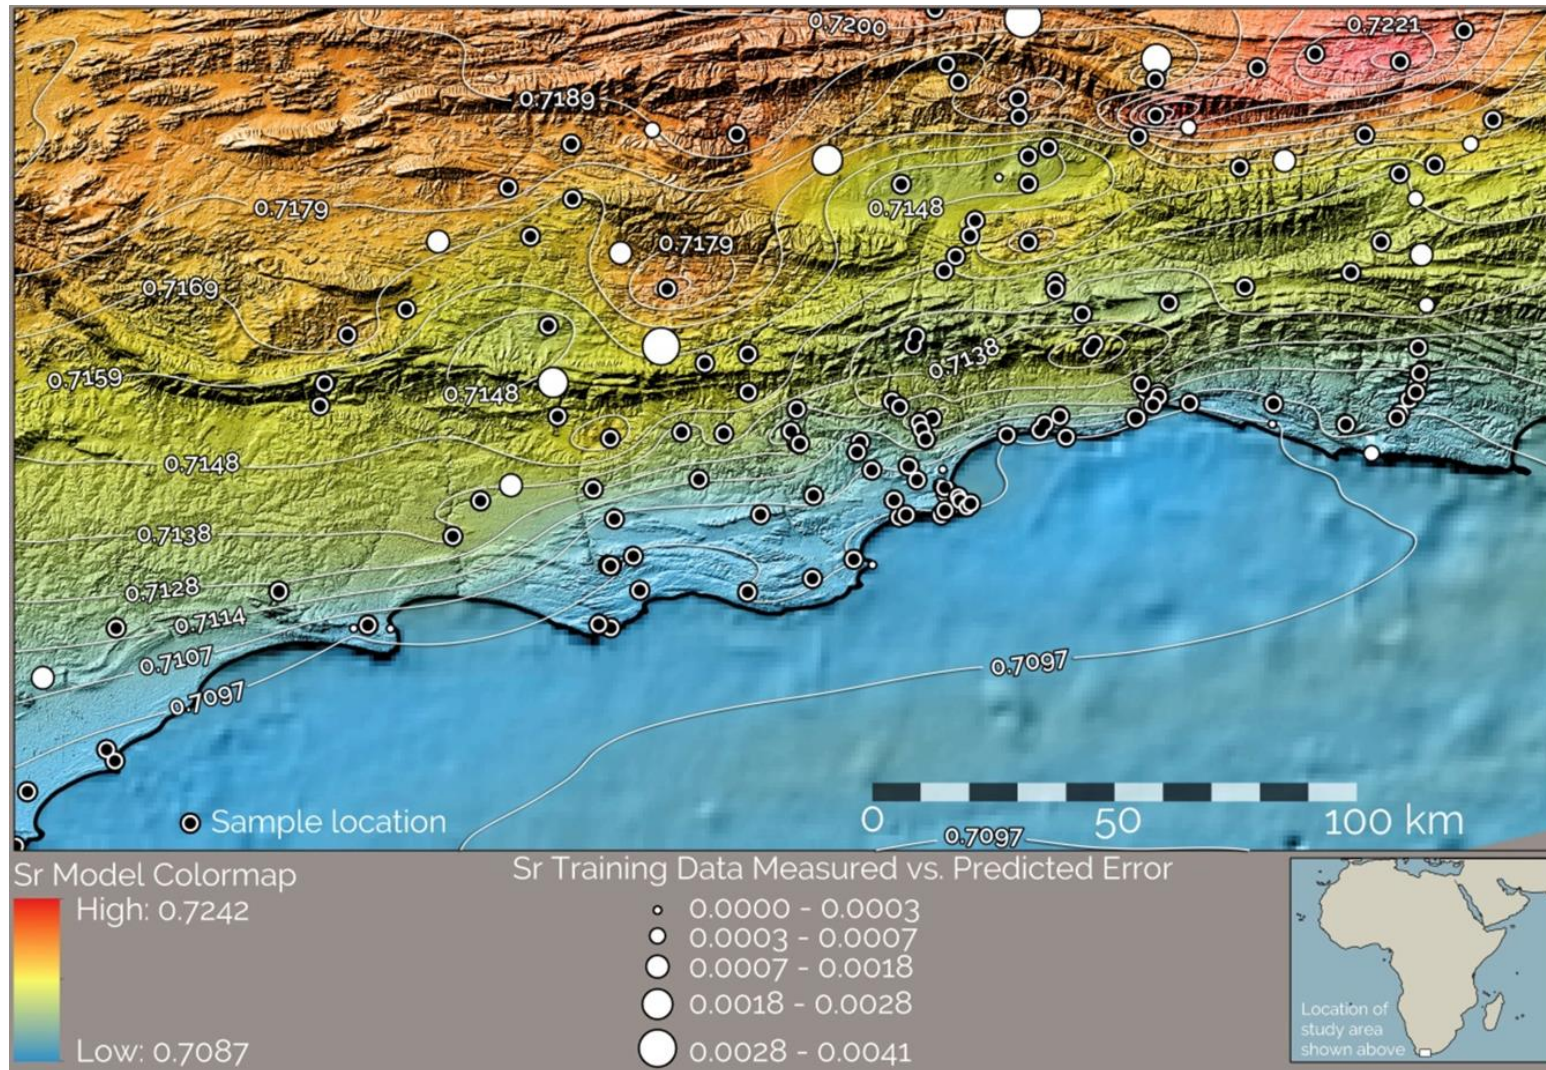 0.7200
0.7221
0.7189
0.7179
0.7148
0.7179
0.7169
0.7138
0.7159
0.7148
0.7148
0.7138
0.7128
0.7114
0.7107
0.7097
0.7097
Sample location
0 50 100 km
0.7097
Sr Model Colormap
High: 0.7242
Low: 0.7087
Sr Training Data Measured vs. Predicted Error
0.0000 - 0.0003
0.0003 - 0.0007
0.0007 - 0.0018
0.0018 - 0.0028
0.0028 - 0.0041
Location of
study area
shown above